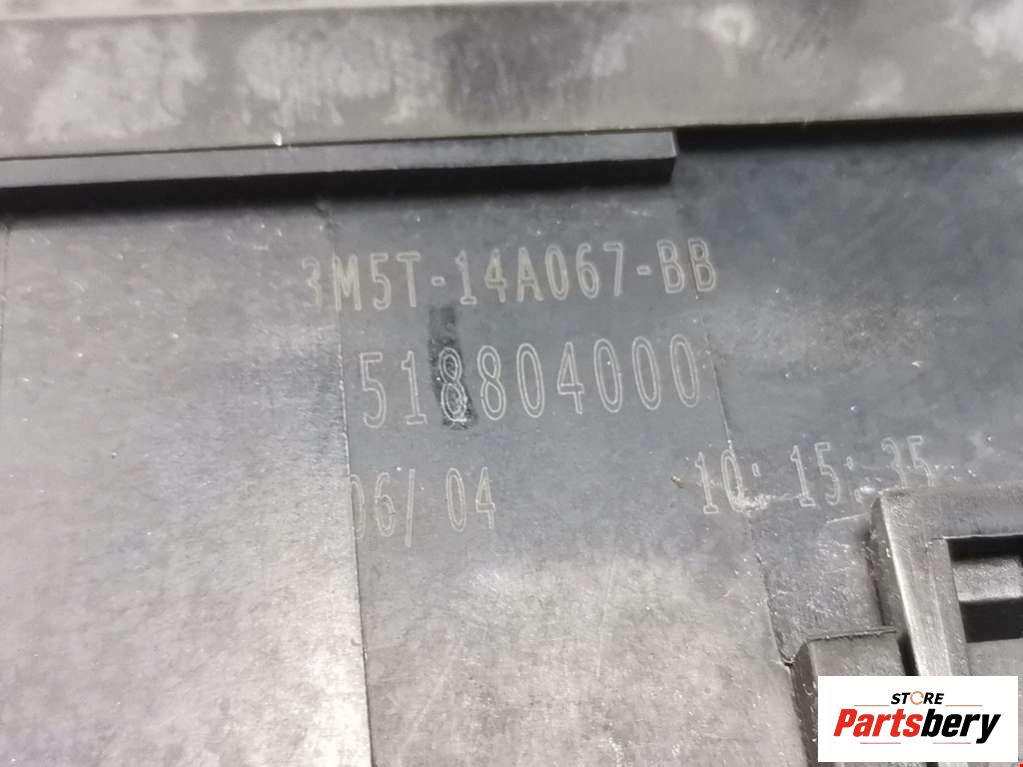 3M5T-14A067-BB
518804000
06/ 04 10: 15: 35
STORE
Partsbery